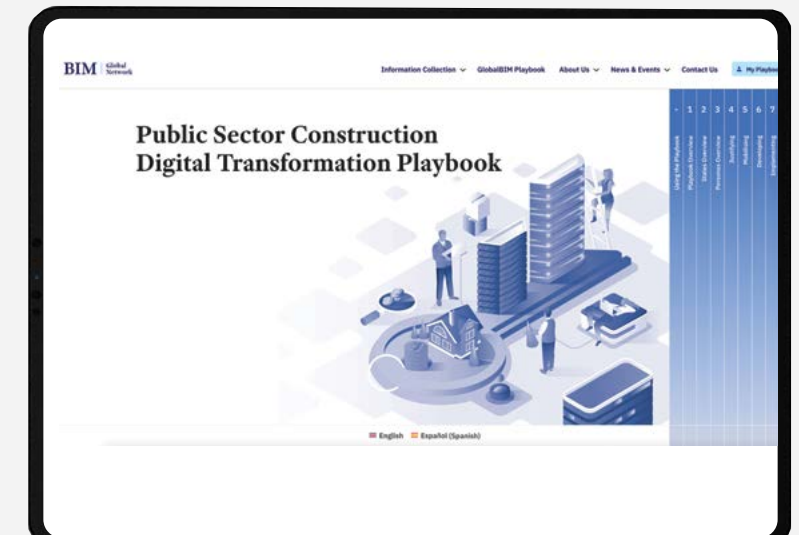 BIM Global
Network
Information Collection GlobalBIM Playbook About Us News & Events Contact Us My Playboo
Public Sector Construction
Digital Transformation Playbook
- 1 2 3 4 5 6 7
Using the Playbook
Playbook Overview
States Overview
Personas Overview
Justifying
Mobilising
Developing
Implementing
English Español (Spanish)